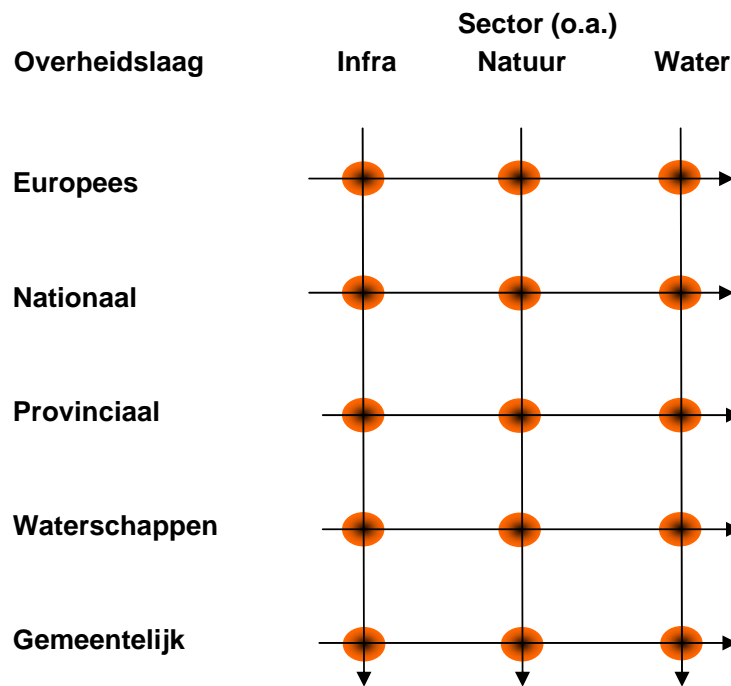 Sector (o.a.)
Overheidslaag Infra Natuur Water
Europees
Nationaal
Provinciaal
Waterschappen
Gemeentelijk